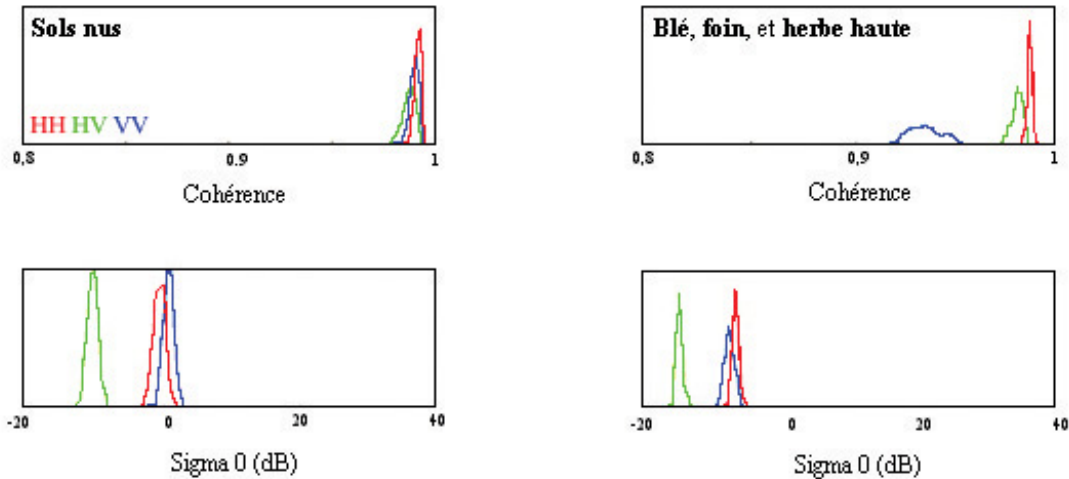 Sols nus
HH HV VV
0,8 0.9 1
Cohérence
Blé, foin, et herbe haute
0,8 0,9 1
Cohérence
-20 0 20 40
Sigma 0 (dB)
-20 0 20 40
Sigma 0 (dB)